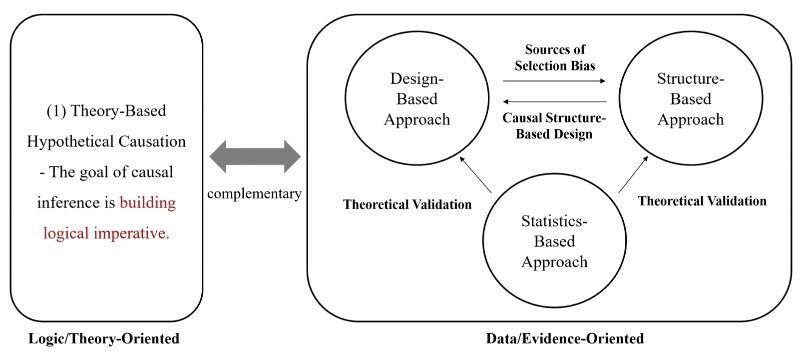 (1) Theory-Based
Hypothetical Causation
- The goal of causal
inference is building
logical imperative.
Logic/Theory-Oriented
complementary
Design-
Based
Approach
Sources of
Selection Bias
Causal Structure-
Based Design
Structure-
Based
Approach
Theoretical Validation
Statistics-
Based
Approach
Theoretical Validation
Data/Evidence-Oriented